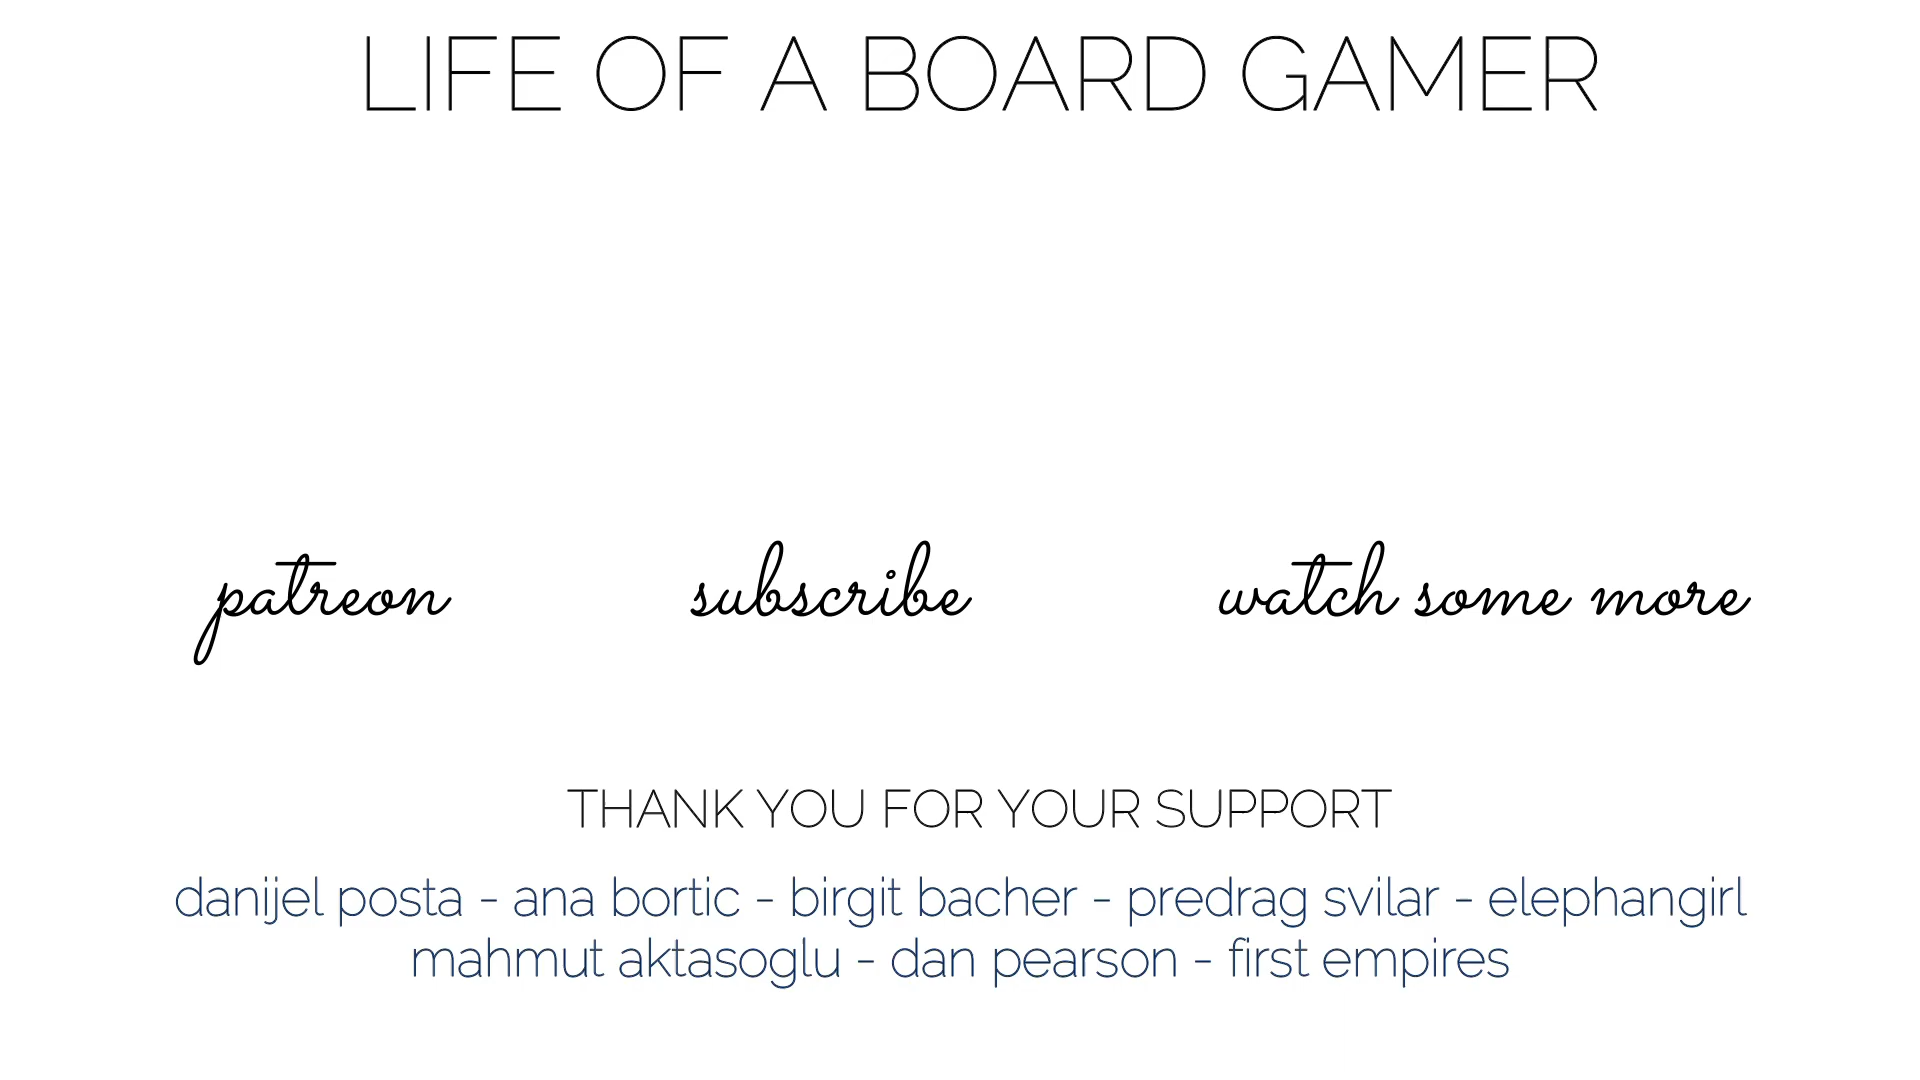 LIFE OF A BOARD GAMER
patreon subscribe watch some more
THANK YOU FOR YOUR SUPPORT
danijel posta - ana bortic - birgit bacher - predrag svilar - elephangirl
mahmut aktasoglu - dan pearson - first empires